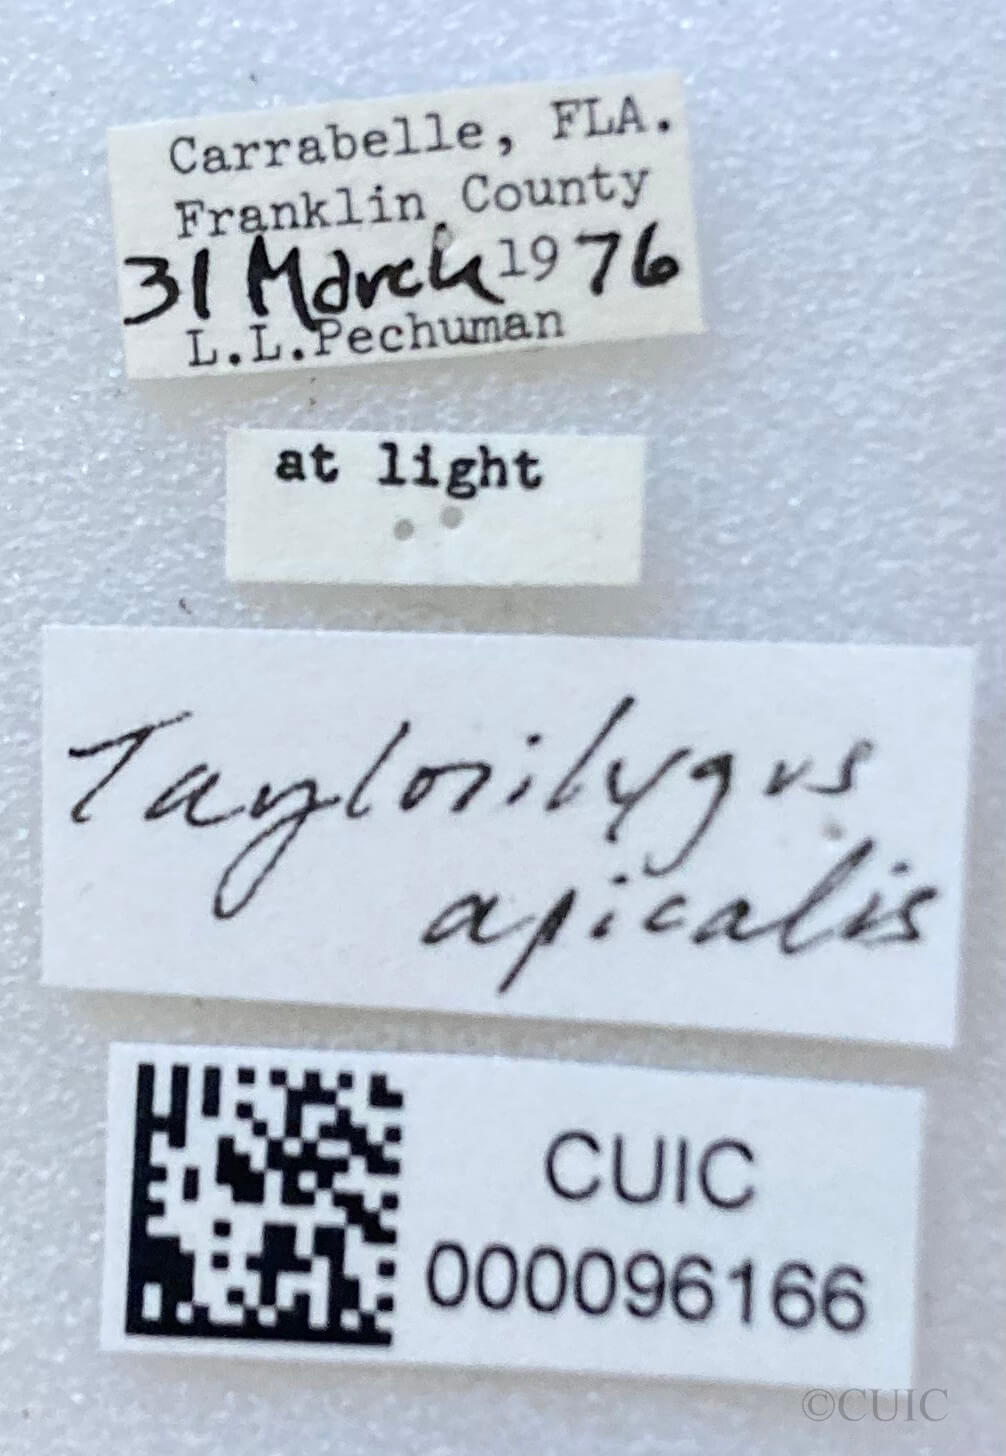 Carrabelle, FLA.
Franklin County
31 March 1976
L.L.Pechuman
at light
Taylorilygus
apicalis
CUIC
000096166
©CUIC